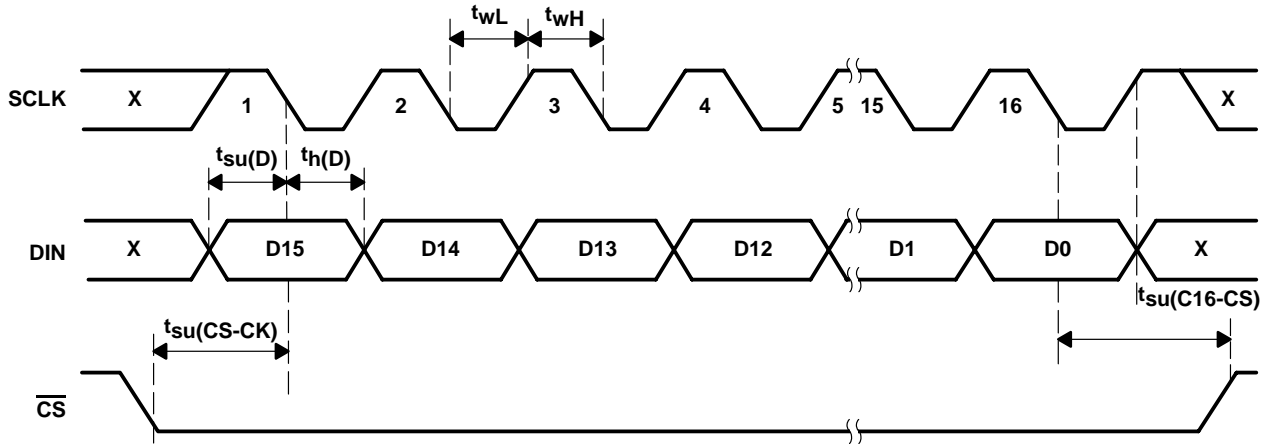 twL twH
SCLK X 1 2 3 4 5 15 16 X
tsu(D) th(D)
DIN X D15 D14 D13 D12 D1 D0 X
tsu(C16-CS)
tsu(CS-CK)
CS